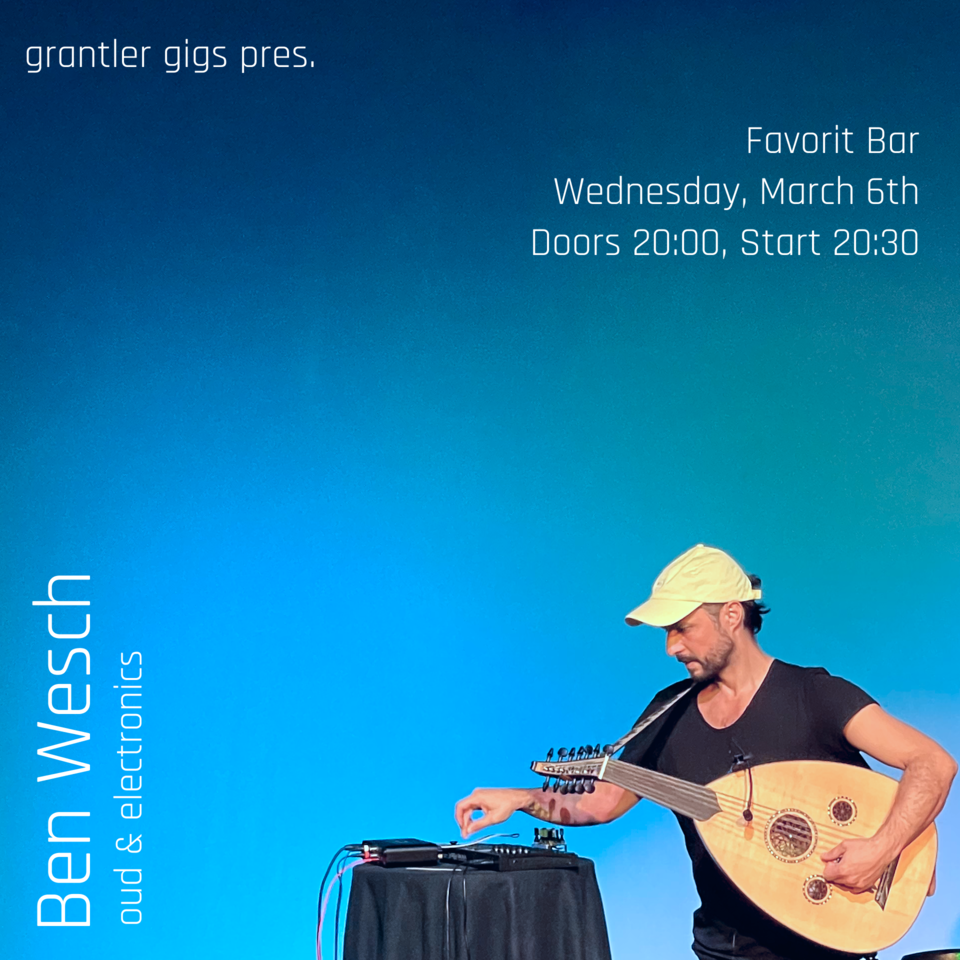 grantler gigs pres.
Favorit Bar
Wednesday, March 6th
Doors 20:00, Start 20:30
Ben Wesch
oud & electronics